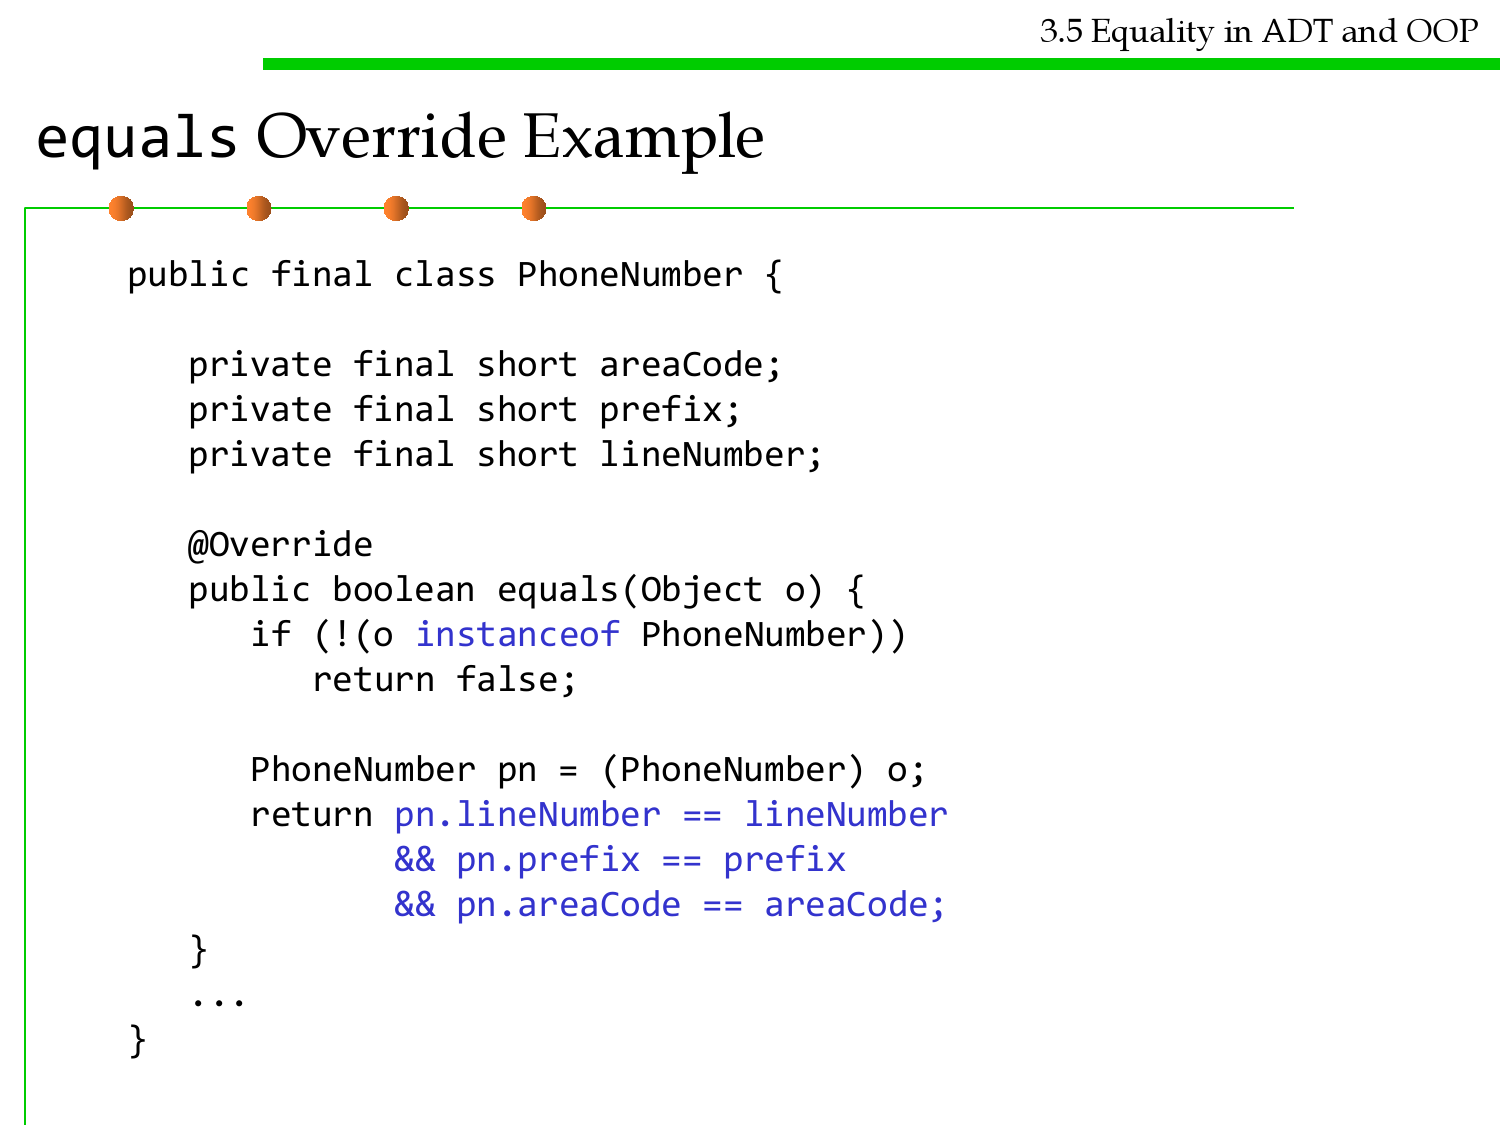 3.5 Equality in ADT and OOP
equals Override Example
public final class PhoneNumber {
private final short areaCode;
private final short prefix;
private final short lineNumber;
@Override
public boolean equals(Object o) {
if (!(o instanceof PhoneNumber))
return false;
PhoneNumber pn = (PhoneNumber) o;
return pn.lineNumber == lineNumber
&& pn.prefix == prefix
&& pn.areaCode == areaCode;
}
...
}